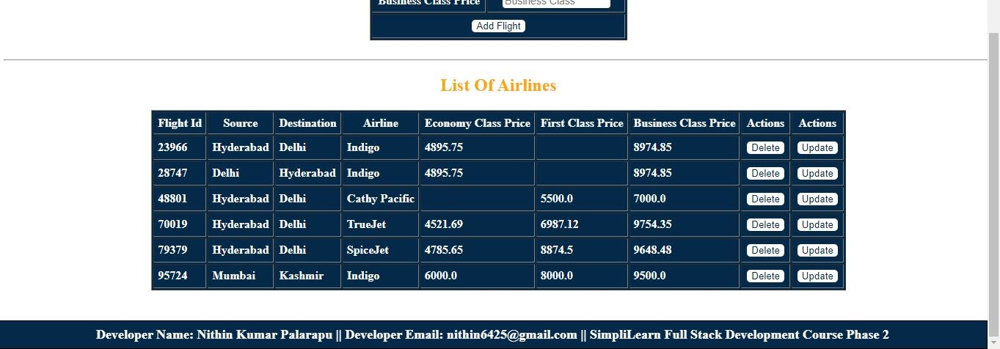 Business Class Price Business Class
Add Flight
List Of Airlines
Flight Id Source Destination Airline Economy Class Price First Class Price Business Class Price Actions Actions
23966 Hyderabad Delhi Indigo 4895.75 8974.85 Delete Update
28747 Delhi Hyderabad Indigo 4895.75 8974.85 Delete Update
48801 Hyderabad Delhi Cathy Pacific 5500.0 7000.0 Delete Update
70019 Hyderabad Delhi TrueJet 4521.69 6987.12 9754.35 Delete Update
79379 Hyderabad Delhi SpiceJet 4785.65 8874.5 9648.48 Delete Update
95724 Mumbai Kashmir Indigo 6000.0 8000.0 9500.0 Delete Update
Developer Name: Nithin Kumar Palarapu || Developer Email: nithin6425@gmail.com || SimpliLearn Full Stack Development Course Phase 2